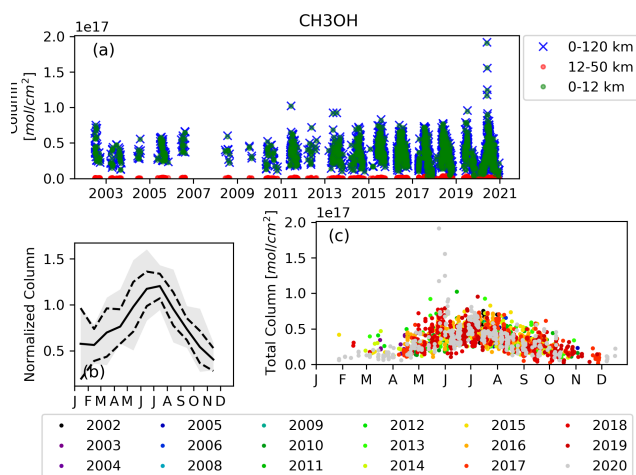 CH3OH
1e17
(a)
2.0
1.5
1.0
0.5
0.0
[mol/cm²]
2003 2005 2007 2009 2011 2013 2015 2017 2019 2021
0-120 km
12-50 km
0-12 km
Normalized Column
1.5
1.0
0.5
(b)
J F M A M J J A S O N D
1e17
(c)
Total Column [mol/cm²]
2.0
1.5
1.0
0.5
0.0
J F M A M J J A S O N D
2002 2005 2009 2012 2015 2018
2003 2006 2010 2013 2016 2019
2004 2008 2011 2014 2017 2020